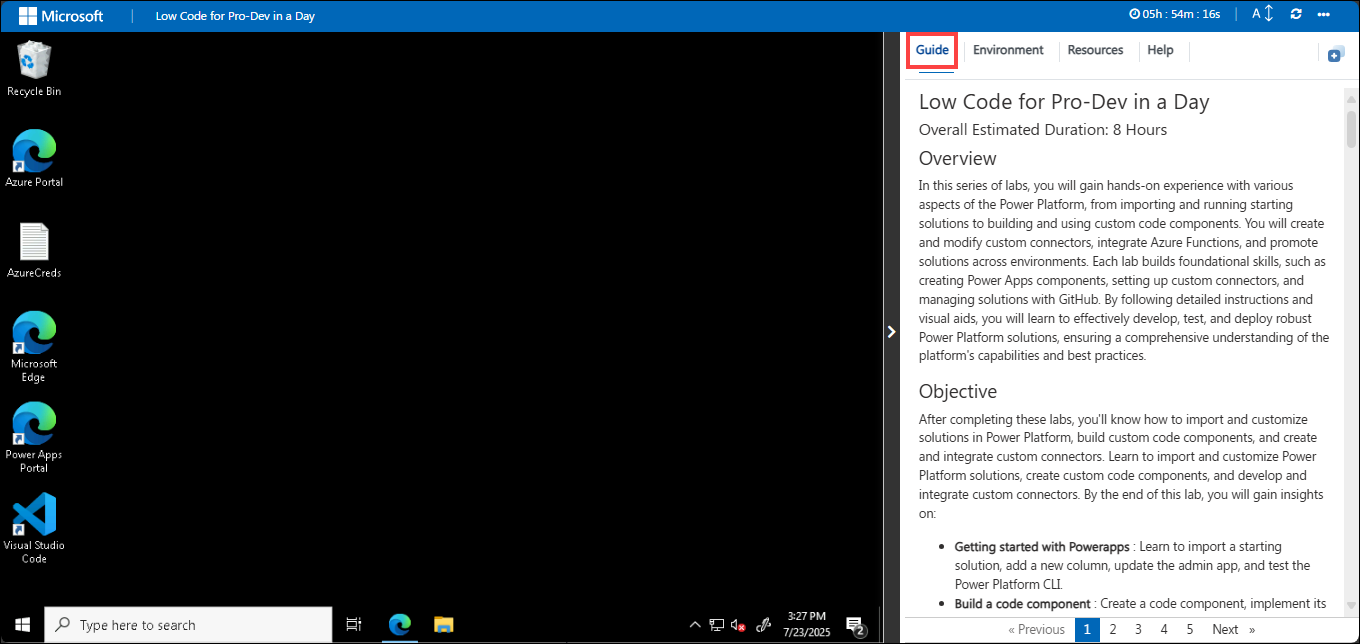 Microsoft
Low Code for Pro-Dev in a Day
05h : 54m : 16s
A
Recycle Bin
Azure Portal
AzureCreds
Microsoft
Edge
Power Apps
Portal
Visual Studio
Code
Type here to search
3:27 PM
7/23/2025
2
Guide
Environment
Resources
Help
Low Code for Pro-Dev in a Day
Overall Estimated Duration: 8 Hours
Overview
In this series of labs, you will gain hands-on experience with various
aspects of the Power Platform, from importing and running starting
solutions to building and using custom code components. You will create
and modify custom connectors, integrate Azure Functions, and promote
solutions across environments. Each lab builds foundational skills, such as
creating Power Apps components, setting up custom connectors, and
managing solutions with GitHub. By following detailed instructions and
visual aids, you will learn to effectively develop, test, and deploy robust
Power Platform solutions, ensuring a comprehensive understanding of the
platform's capabilities and best practices.
Objective
After completing these labs, you'll know how to import and customize
solutions in Power Platform, build custom code components, and create
and integrate custom connectors. Learn to import and customize Power
Platform solutions, create custom code components, and develop and
integrate custom connectors. By the end of this lab, you will gain insights
on:
• Getting started with Powerapps : Learn to import a starting
solution, add a new column, update the admin app, and test the
Power Platform CLI.
• Build a code component : Create a code component, implement its
« Previous 1 2 3 4 5 Next »